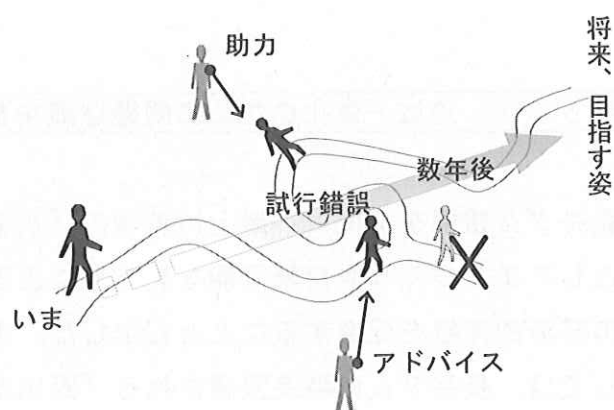 助力
将来、目指す姿
数年後
試行錯誤
いま
アドバイス